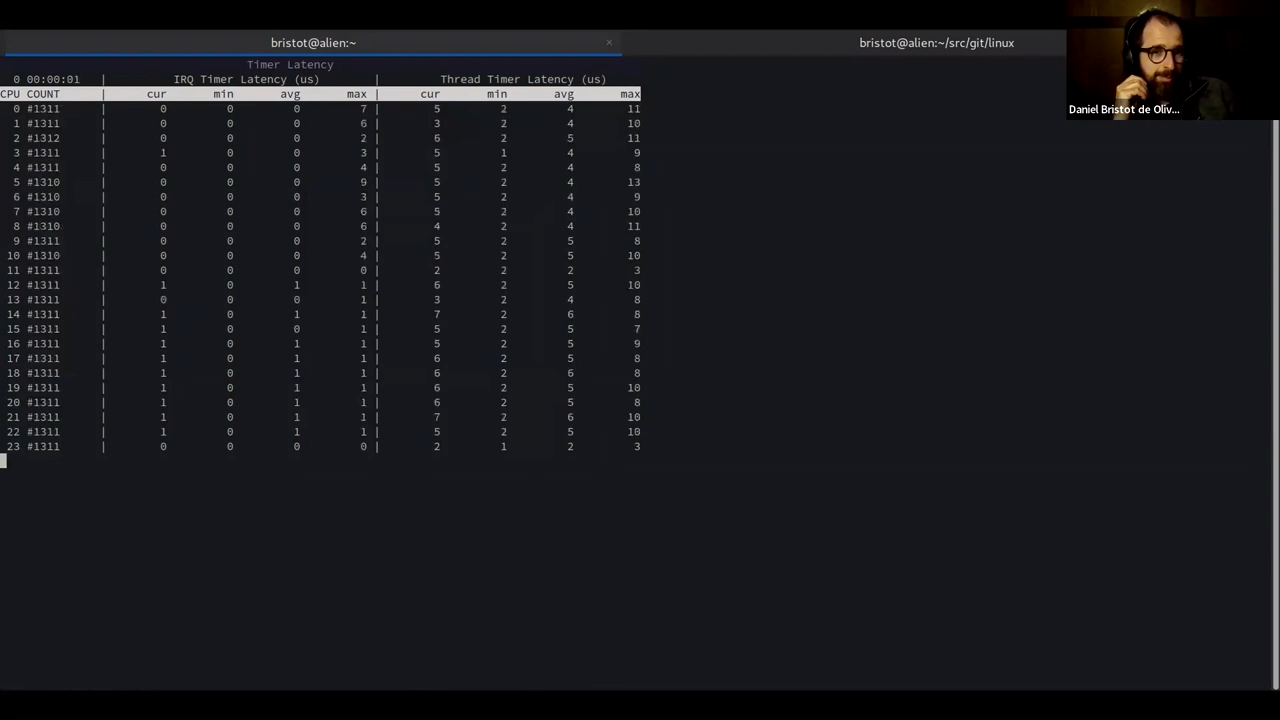 bristot@alien:~ × bristot@alien:~/src/git/linux
Timer Latency
0 00:00:01 | IRQ Timer Latency (us) | Thread Timer Latency (us)
CPU COUNT | cur min avg max | cur min avg max
0 #1311 | 0 0 0 7 | 5 2 4 11
1 #1311 | 0 0 0 6 | 3 2 4 10
2 #1312 | 0 0 0 2 | 6 2 5 11
3 #1311 | 1 0 0 3 | 5 1 4 9
4 #1311 | 0 0 0 4 | 5 2 4 8
5 #1310 | 0 0 0 9 | 5 2 4 13
6 #1310 | 0 0 0 3 | 5 2 4 9
7 #1310 | 0 0 0 6 | 5 2 4 10
8 #1310 | 0 0 0 6 | 4 2 4 11
9 #1311 | 0 0 0 2 | 5 2 5 8
10 #1310 | 0 0 0 4 | 5 2 5 10
11 #1311 | 0 0 0 0 | 2 2 2 3
12 #1311 | 1 0 1 1 | 6 2 5 10
13 #1311 | 0 0 0 1 | 3 2 4 8
14 #1311 | 1 0 1 1 | 7 2 6 8
15 #1311 | 1 0 0 1 | 5 2 5 7
16 #1311 | 1 0 1 1 | 5 2 5 9
17 #1311 | 1 0 1 1 | 6 2 5 8
18 #1311 | 1 0 1 1 | 6 2 6 8
19 #1311 | 1 0 1 1 | 6 2 5 10
20 #1311 | 1 0 1 1 | 6 2 5 8
21 #1311 | 1 0 1 1 | 7 2 6 10
22 #1311 | 1 0 1 1 | 5 2 5 10
23 #1311 | 0 0 0 0 | 2 1 2 3
Daniel Bristot de Oliv...